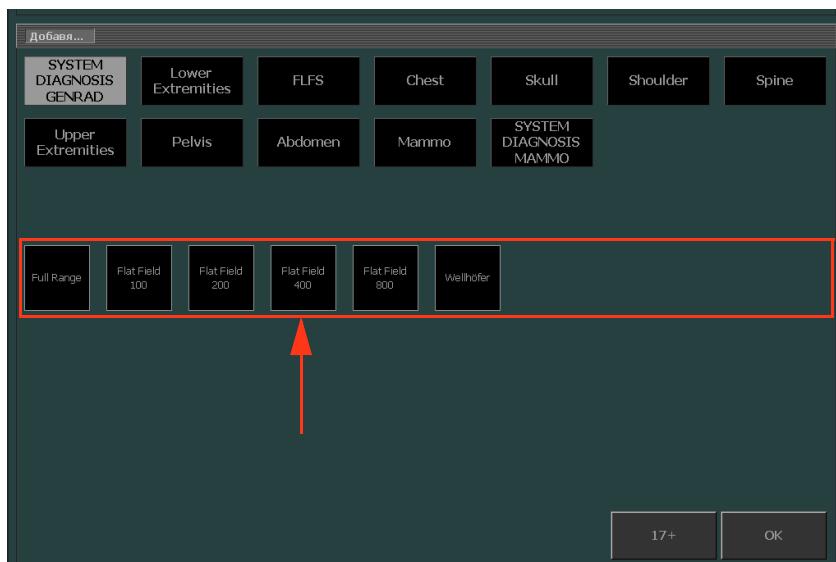 Добавя...
SYSTEM
DIAGNOSIS
GENRAD
Lower
Extremities
FLFS
Chest
Skull
Shoulder
Spine
Upper
Extremities
Pelvis
Abdomen
Mammo
SYSTEM
DIAGNOSIS
MAMMO
Full Range
Flat Field
100
Flat Field
200
Flat Field
400
Flat Field
800
Wellhöfer
17+
OK